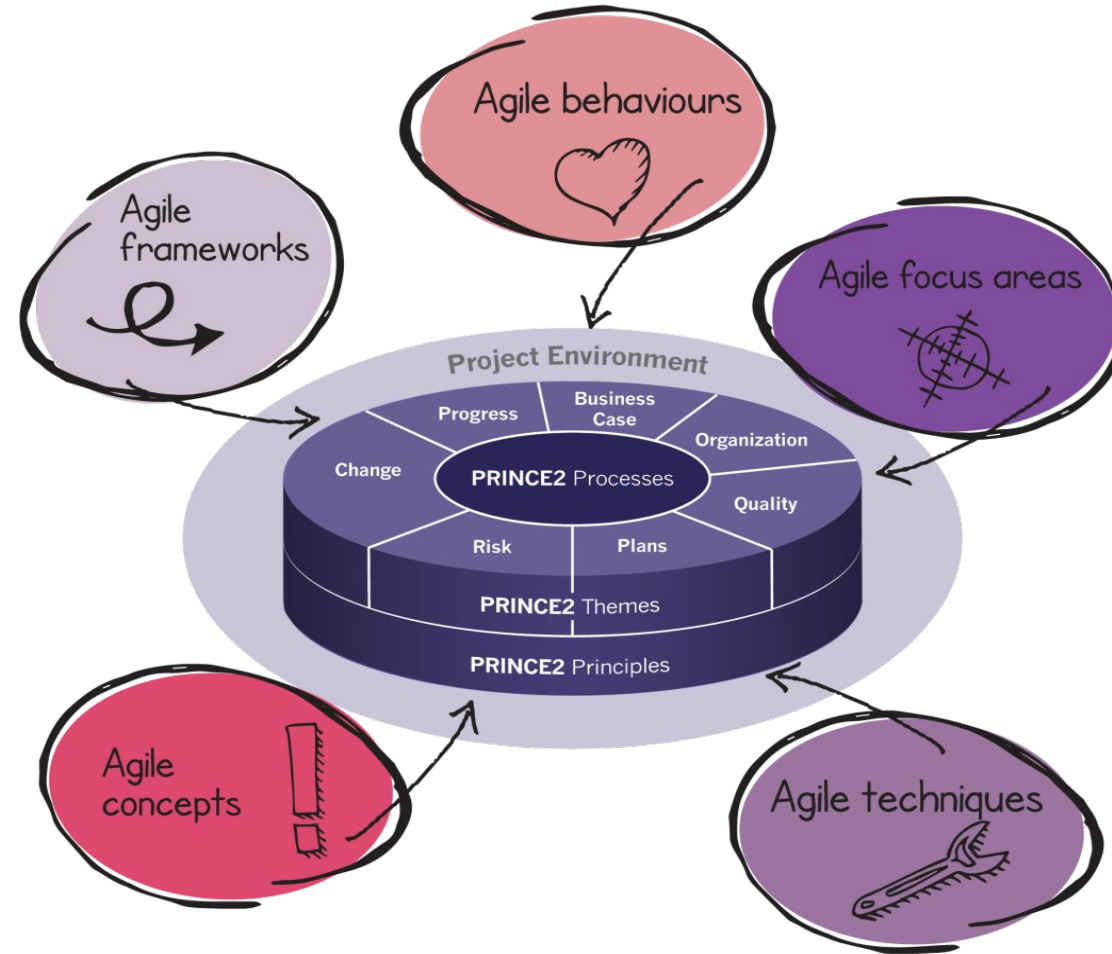 Agile behaviours
Agile
frameworks
Agile focus areas
Project Environment
Progress
Business
Case
Organization
Change
PRINCE2 Processes
Quality
Risk
Plans
PRINCE2 Themes
PRINCE2 Principles
Agile
concepts
Agile techniques